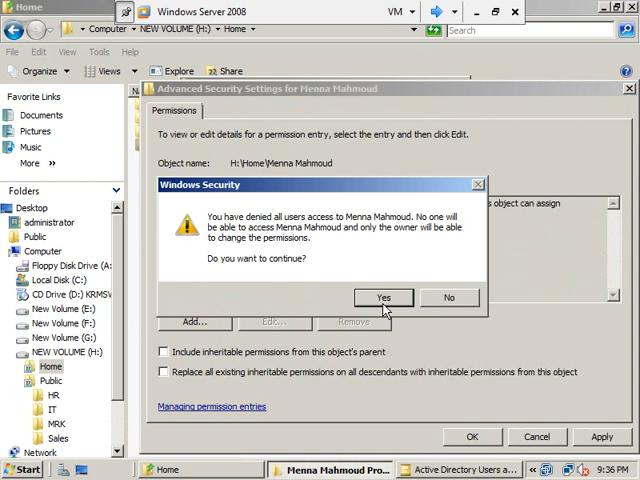 Home
Windows Server 2008
VM
Computer
NEW VOLUME (H:)
Home
Search
File Edit View Tools Help
Organize Views Explore Share
Favorite Links
Documents
Pictures
Music
More »
Folders
Desktop
administrator
Public
Computer
Floppy Disk Drive (A:
Local Disk (C:)
CD Drive (D:) KRMSW
New Volume (E:)
New Volume (F:)
New Volume (G:)
NEW VOLUME (H:)
Home
Public
HR
IT
MRK
Sales
Network
Na
Advanced Security Settings for Menna Mahmoud
Permissions
To view or edit details for a permission entry, select the entry and then click Edit.
Object name: H:\Home\Menna Mahmoud
s object can assign
Windows Security
You have denied all users access to Menna Mahmoud. No one will
be able to access Menna Mahmoud and only the owner will be able
to change the permissions.
Do you want to continue?
Yes No
Add... Edit... Remove
Include inheritable permissions from this object's parent
Replace all existing inheritable permissions on all descendants with inheritable permissions from this object
Managing permission entries
OK Cancel Apply
Start
Home
Menna Mahmoud Pro...
Active Directory Users a...
9:36 PM